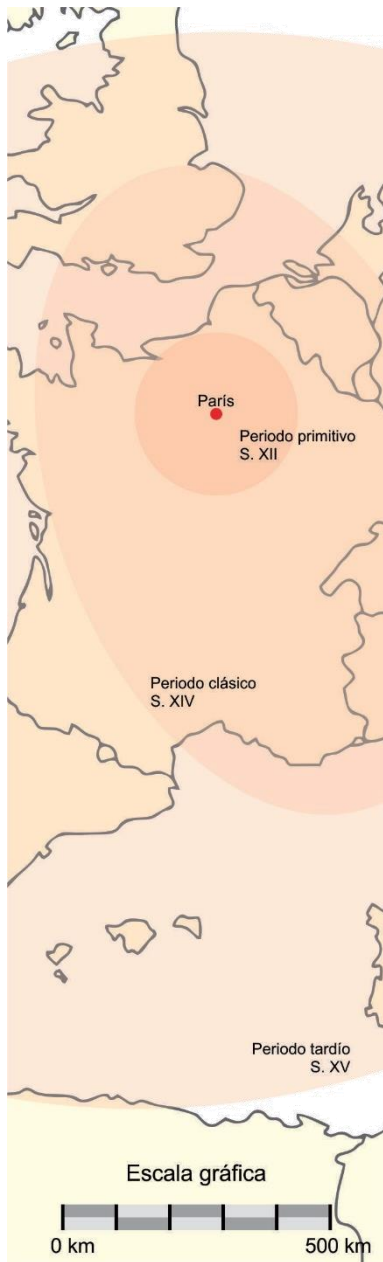 París
Periodo primitivo
S. XII
Periodo clásico
S. XIV
Periodo tardío
S. XV
Escala gráfica
0 km
500 km